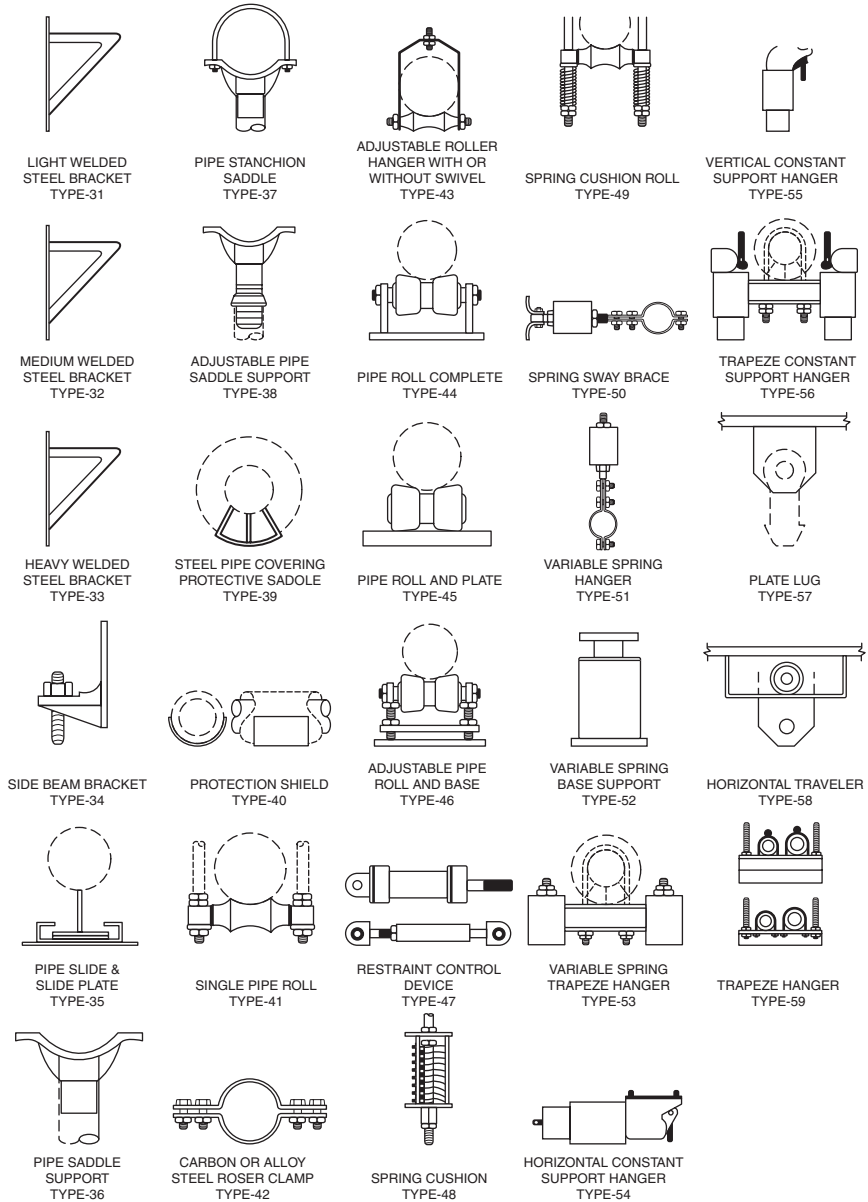 LIGHT WELDED
STEEL BRACKET
TYPE-31
PIPE STANCHION
SADDLE
TYPE-37
ADJUSTABLE ROLLER
HANGER WITH OR
WITHOUT SWIVEL
TYPE-43
SPRING CUSHION ROLL
TYPE-49
VERTICAL CONSTANT
SUPPORT HANGER
TYPE-55
MEDIUM WELDED
STEEL BRACKET
TYPE-32
ADJUSTABLE PIPE
SADDLE SUPPORT
TYPE-38
PIPE ROLL COMPLETE
TYPE-44
SPRING SWAY BRACE
TYPE-50
TRAPEZE CONSTANT
SUPPORT HANGER
TYPE-56
HEAVY WELDED
STEEL BRACKET
TYPE-33
STEEL PIPE COVERING
PROTECTIVE SADOLE
TYPE-39
PIPE ROLL AND PLATE
TYPE-45
VARIABLE SPRING
HANGER
TYPE-51
PLATE LUG
TYPE-57
SIDE BEAM BRACKET
TYPE-34
PROTECTION SHIELD
TYPE-40
ADJUSTABLE PIPE
ROLL AND BASE
TYPE-46
VARIABLE SPRING
BASE SUPPORT
TYPE-52
HORIZONTAL TRAVELER
TYPE-58
PIPE SLIDE &
SLIDE PLATE
TYPE-35
SINGLE PIPE ROLL
TYPE-41
RESTRAINT CONTROL
DEVICE
TYPE-47
VARIABLE SPRING
TRAPEZE HANGER
TYPE-53
TRAPEZE HANGER
TYPE-59
PIPE SADDLE
SUPPORT
TYPE-36
CARBON OR ALLOY
STEEL ROSER CLAMP
TYPE-42
SPRING CUSHION
TYPE-48
HORIZONTAL CONSTANT
SUPPORT HANGER
TYPE-54